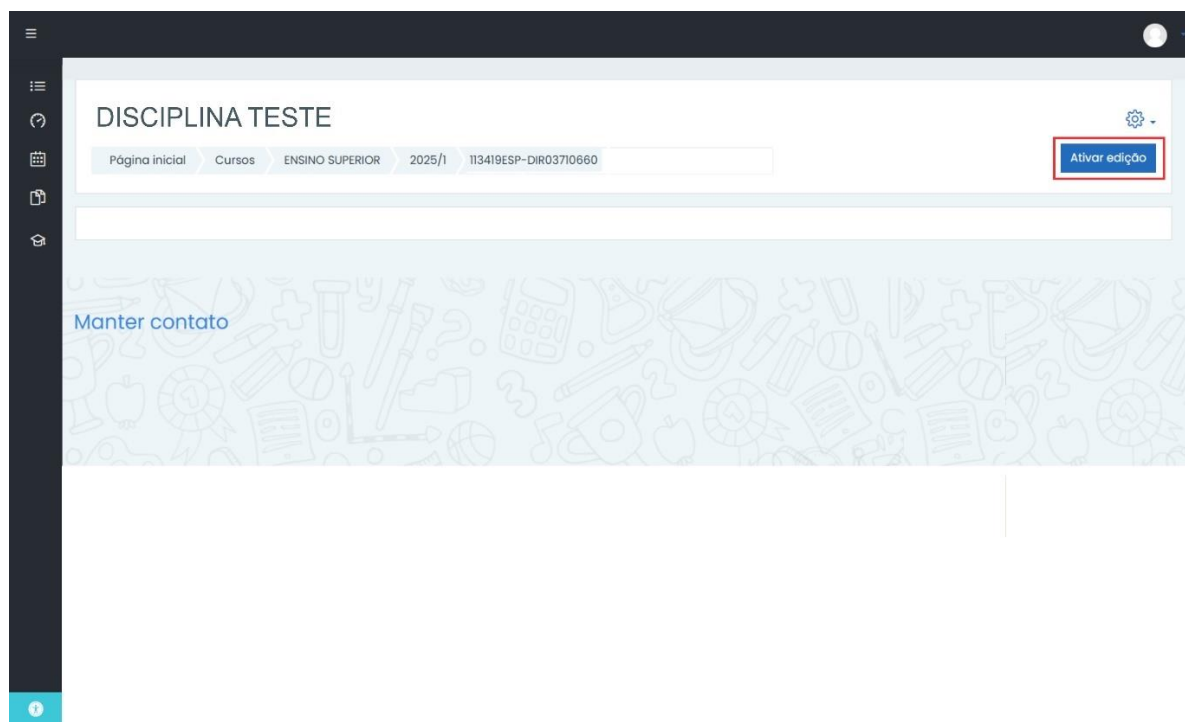 DISCIPLINA TESTE
Página inicial Cursos ENSINO SUPERIOR 2025/1 113419ESP-DIR03710660
Ativar edição
Manter contato